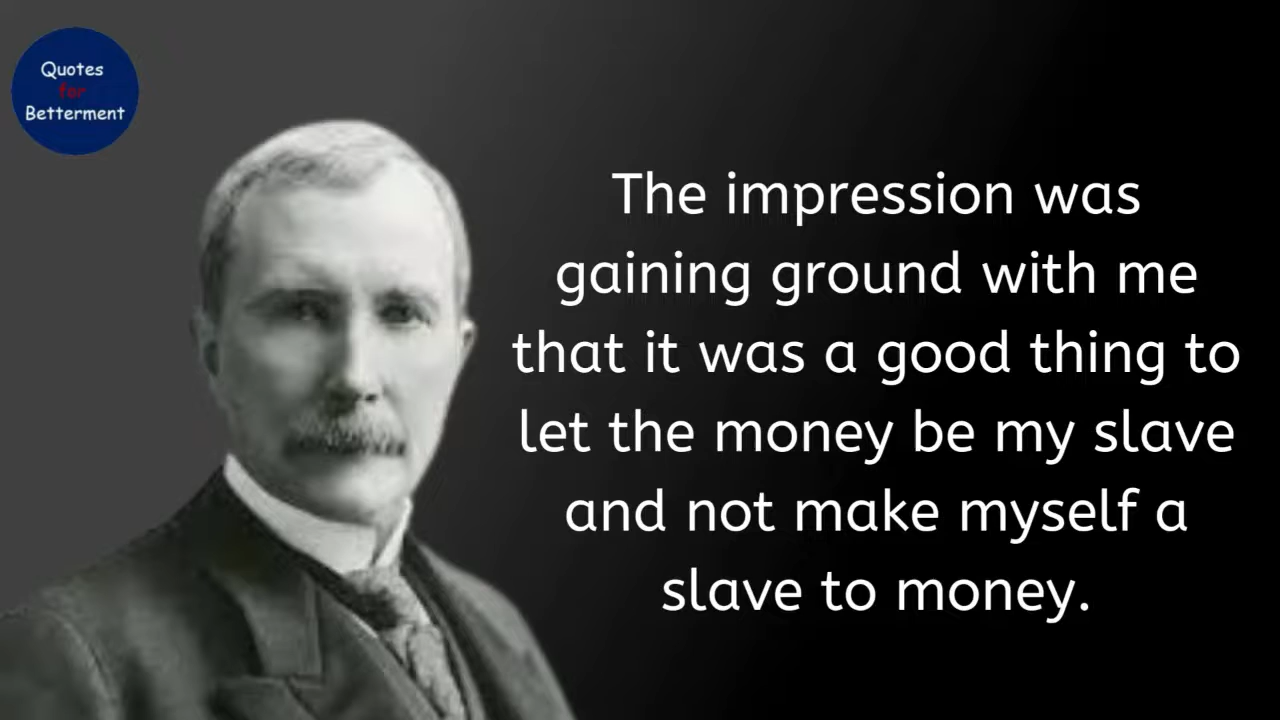 Quotes
for
Betterment
The impression was
gaining ground with me
that it was a good thing to
let the money be my slave
and not make myself a
slave to money.